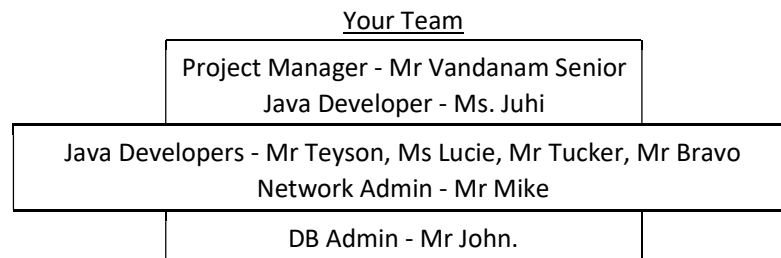 Your Team
Project Manager - Mr Vandanam Senior
Java Developer - Ms. Juhi
Java Developers - Mr Teyson, Ms Lucie, Mr Tucker, Mr Bravo
Network Admin - Mr Mike
DB Admin - Mr John.